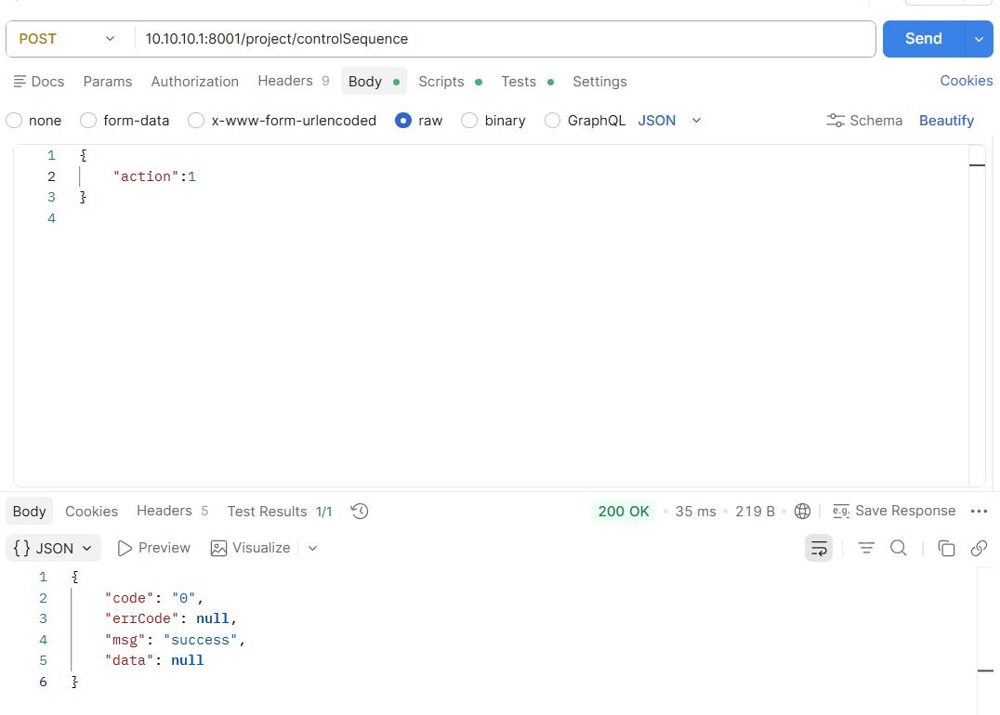 POST 10.10.10.1:8001/project/controlSequence Send
Docs Params Authorization Headers 9 Body Scripts Tests Settings Cookies
none form-data x-www-form-urlencoded raw binary GraphQL JSON Schema Beautify
1 {
2 "action":1
3 }
4
Body Cookies Headers 5 Test Results 1/1 200 OK 35 ms 219 B e.g. Save Response
{} JSON Preview Visualize
1 {
2 "code": "0",
3 "errCode": null,
4 "msg": "success",
5 "data": null
6 }